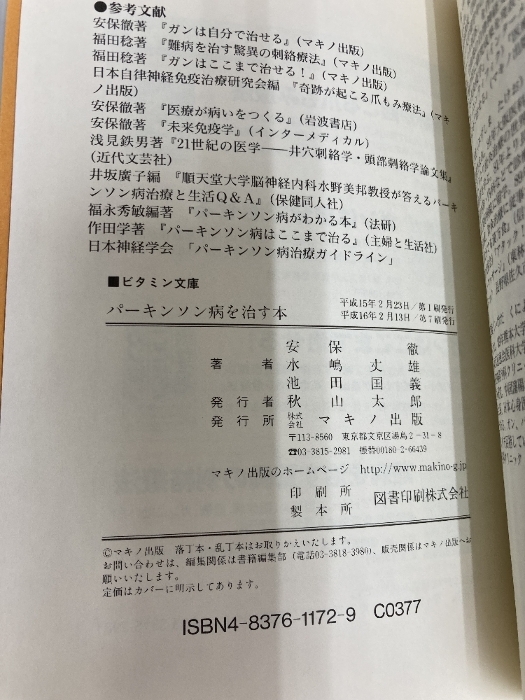 ●参考文献
安保徹著 『ガンは自分で治せる』(マキノ出版)
福田稔著 『難病を治す驚異の刺絡療法』(マキノ出版)
福田稔著 『ガンはここまで治せる!』(マキノ出版)
日本自律神経免疫治療研究会編 『奇跡が起こる爪もみ療法』(マキ
ノ出版)
安保徹著 『医療が病いをつくる』(岩波書店)
安保徹著 『未来免疫学』(インターメディカル)
浅見鉄男著 『21世紀の医学――井穴刺絡学・頭部刺絡学論文集』
(近代文芸社)
井坂廣子編 『順天堂大学脳神経内科水野美邦教授が答えるパーキ
ンソン病治療と生活Q&A』(保健同人社)
福永秀敏編著 『パーキンソン病がわかる本』(法研)
作田学著 『パーキンソン病はここまで治る』(主婦と生活社)
日本神経学会 「パーキンソン病治療ガイドライン」
■ビタミン文庫
パーキンソン病を治す本
平成15年2月23日/第1刷発行
平成16年2月13日/第7刷発行
安保徹
著者 水嶋丈雄
池田国義
発行者 秋山太郎
発行所 株式会社 マキノ出版
〒113-8560 東京都文京区湯島2-31-8
☎03-3815-2981 振替00180-2-66439
マキノ出版のホームページ http://www.makino-g.jp
印刷所
製本所 図書印刷株式会社
©マキノ出版 落丁本・乱丁本はお取りかえいたします。
お問い合わせは、編集関係は書籍編集部(電話03-3818-3980)、販売関係はマキノ出版へお
願いいたします。
定価はカバーに明示してあります。
ISBN4-8376-1172-9 C0377